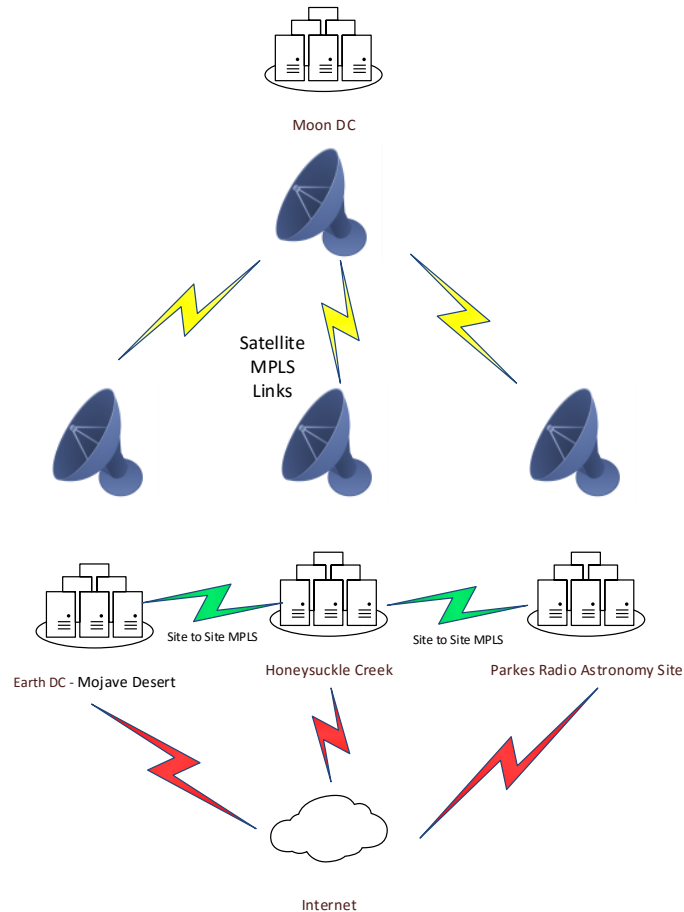 Moon DC
Satellite
MPLS
Links
Site to Site MPLS
Site to Site MPLS
Earth DC - Mojave Desert
Honeysuckle Creek
Parkes Radio Astronomy Site
Internet